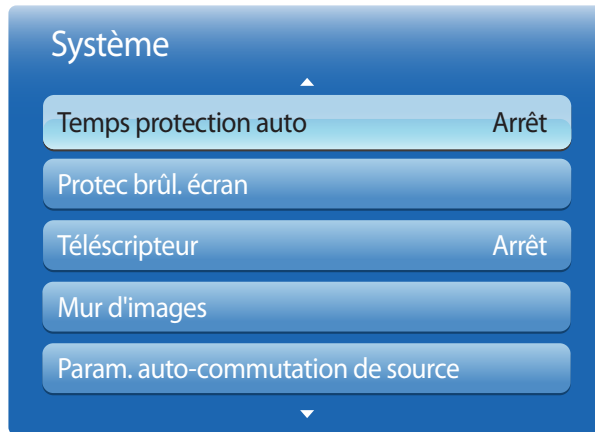 Système
Temps protection auto Arrêt
Protec brûl. écran
Téléscripteur Arrêt
Mur d'images
Param. auto-commutation de source